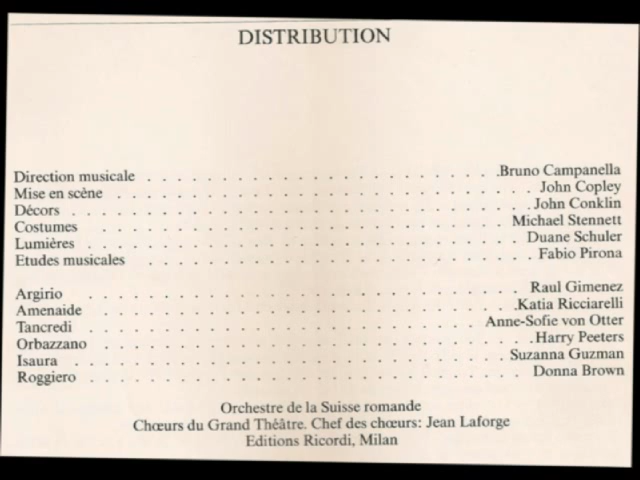 DISTRIBUTION
Direction musicale . . . . . . . . . . . . . . . . . . . . . Bruno Campanella
Mise en scène . . . . . . . . . . . . . . . . . . . . . John Copley
Décors . . . . . . . . . . . . . . . . . . . . . John Conklin
Costumes . . . . . . . . . . . . . . . . . . . . . Michael Stennett
Lumières . . . . . . . . . . . . . . . . . . . . . Duane Schuler
Etudes musicales . . . . . . . . . . . . . . . . . . . . . Fabio Pirona
Argirio . . . . . . . . . . . . . . . . . . . . . Raul Gimenez
Amenaide . . . . . . . . . . . . . . . . . . . . . Katia Ricciarelli
Tancredi . . . . . . . . . . . . . . . . . . . . . Anne-Sofie von Otter
Orbazzano . . . . . . . . . . . . . . . . . . . . . Harry Peeters
Isaura . . . . . . . . . . . . . . . . . . . . . Suzanna Guzman
Roggiero . . . . . . . . . . . . . . . . . . . . . Donna Brown
Orchestre de la Suisse romande
Chœurs du Grand Théâtre. Chef des chœurs: Jean Laforge
Editions Ricordi, Milan